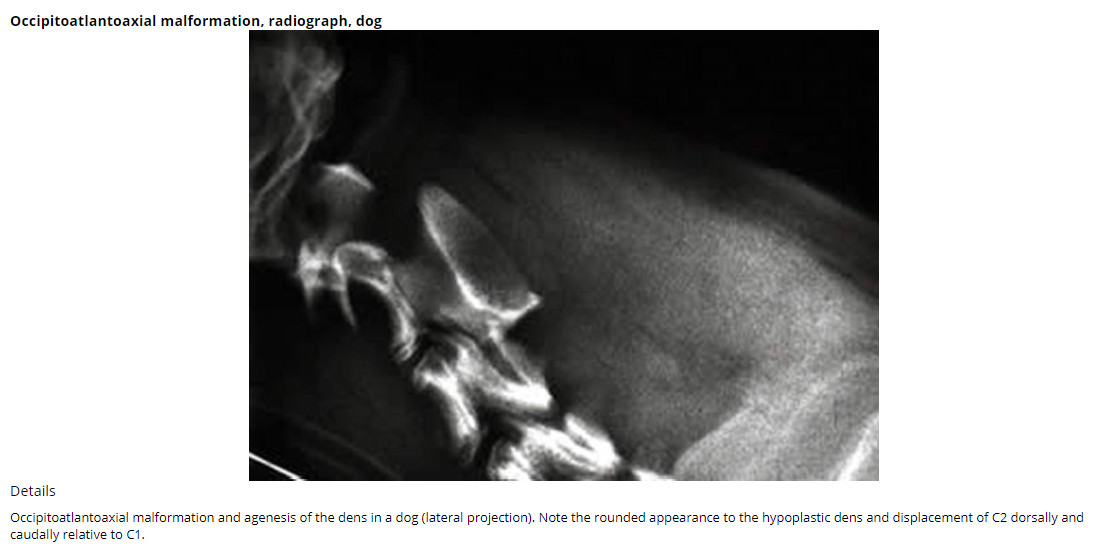 Occipitoatlantoaxial malformation, radiograph, dog
Details
Occipitoatlantoaxial malformation and agenesis of the dens in a dog (lateral projection). Note the rounded appearance to the hypoplastic dens and displacement of C2 dorsally and
caudally relative to C1.